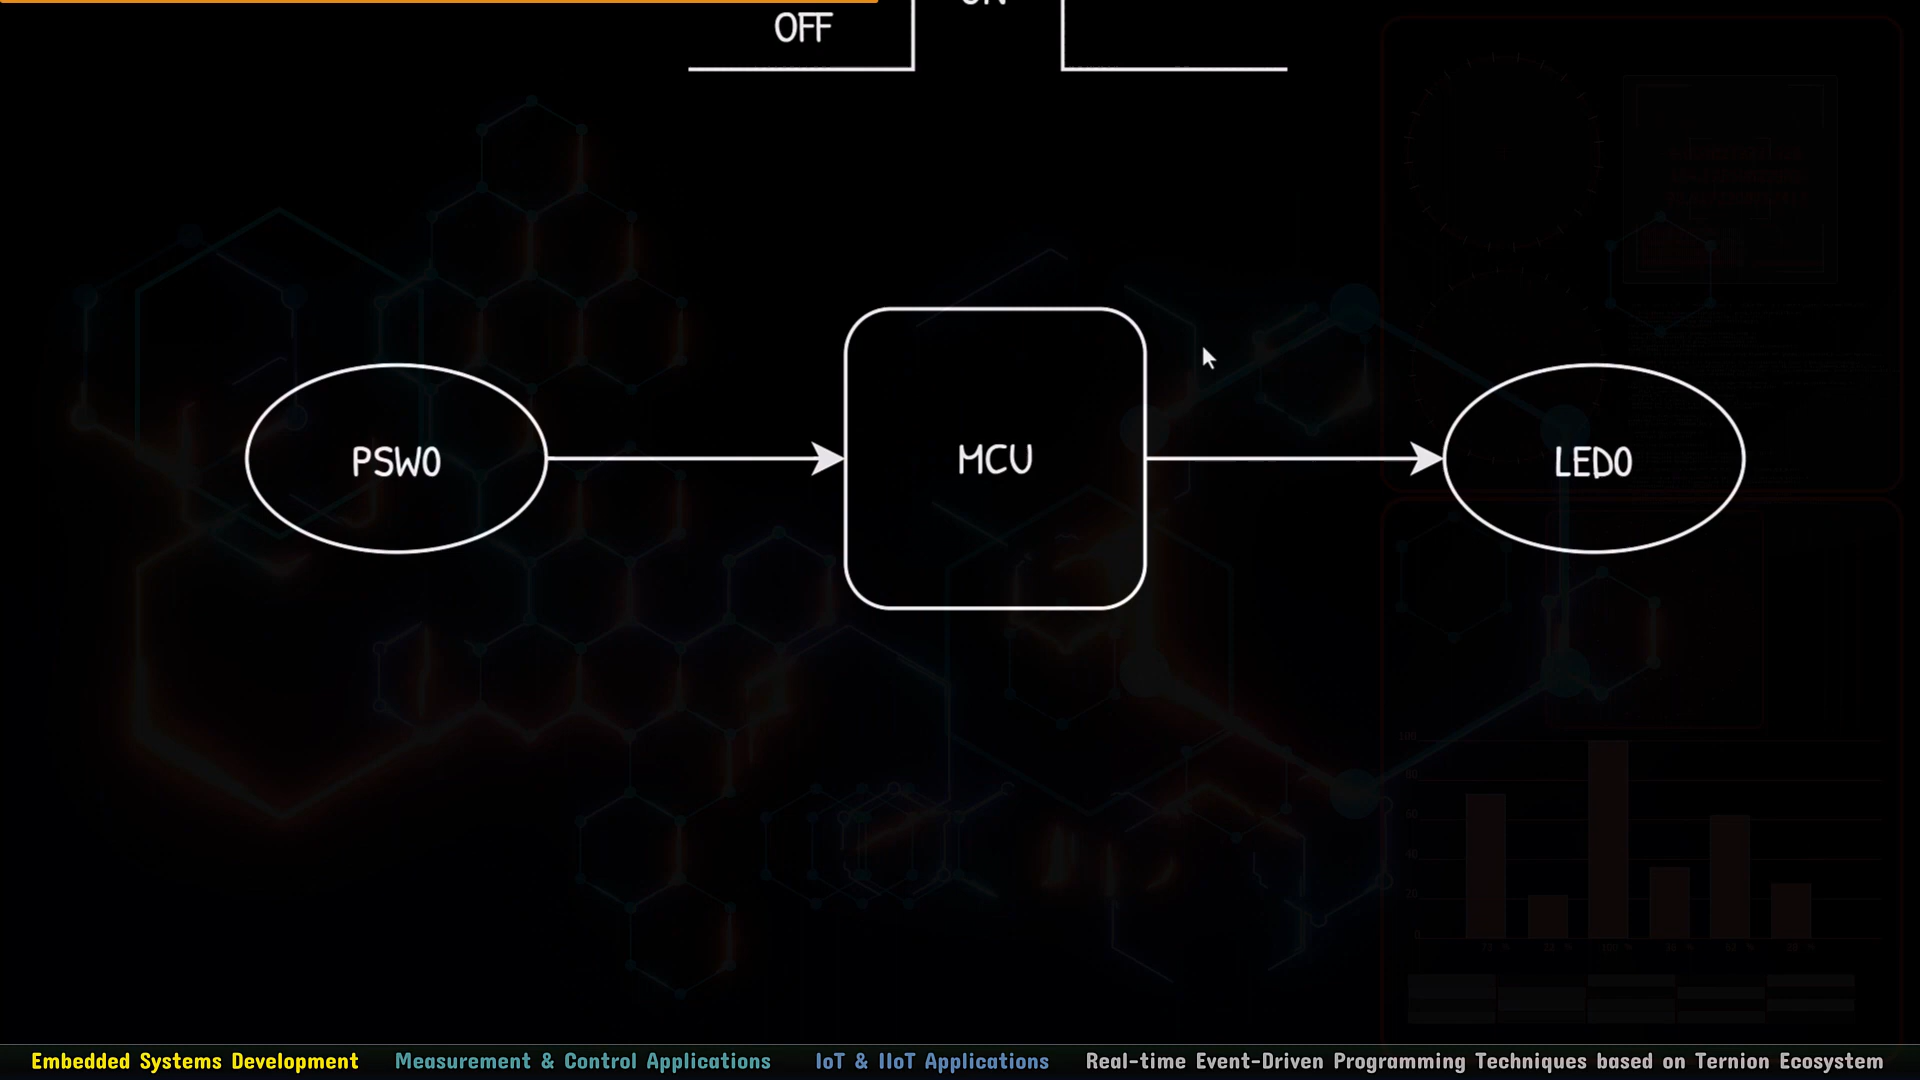 OFF
PSW0
MCU
LED0
Embedded Systems Development Measurement & Control Applications IoT & IIoT Applications Real-time Event-Driven Programming Techniques based on Ternion Ecosystem